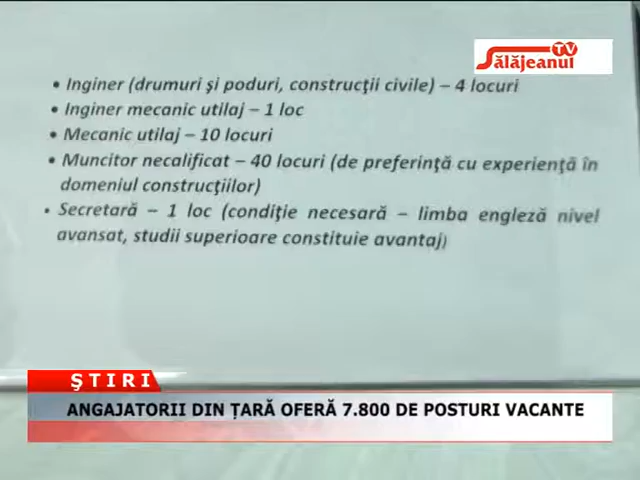 Sălăjeanul TV
• Inginer (drumuri şi poduri, construcţii civile) – 4 locuri
• Inginer mecanic utilaj – 1 loc
• Mecanic utilaj – 10 locuri
• Muncitor necalificat – 40 locuri (de preferinţă cu experienţă în
domeniul construcţiilor)
• Secretară – 1 loc (condiţie necesară – limba engleză nivel
avansat, studii superioare constituie avantaj)
ŞTIRI
ANGAJATORII DIN ŢARĂ OFERĂ 7.800 DE POSTURI VACANTE